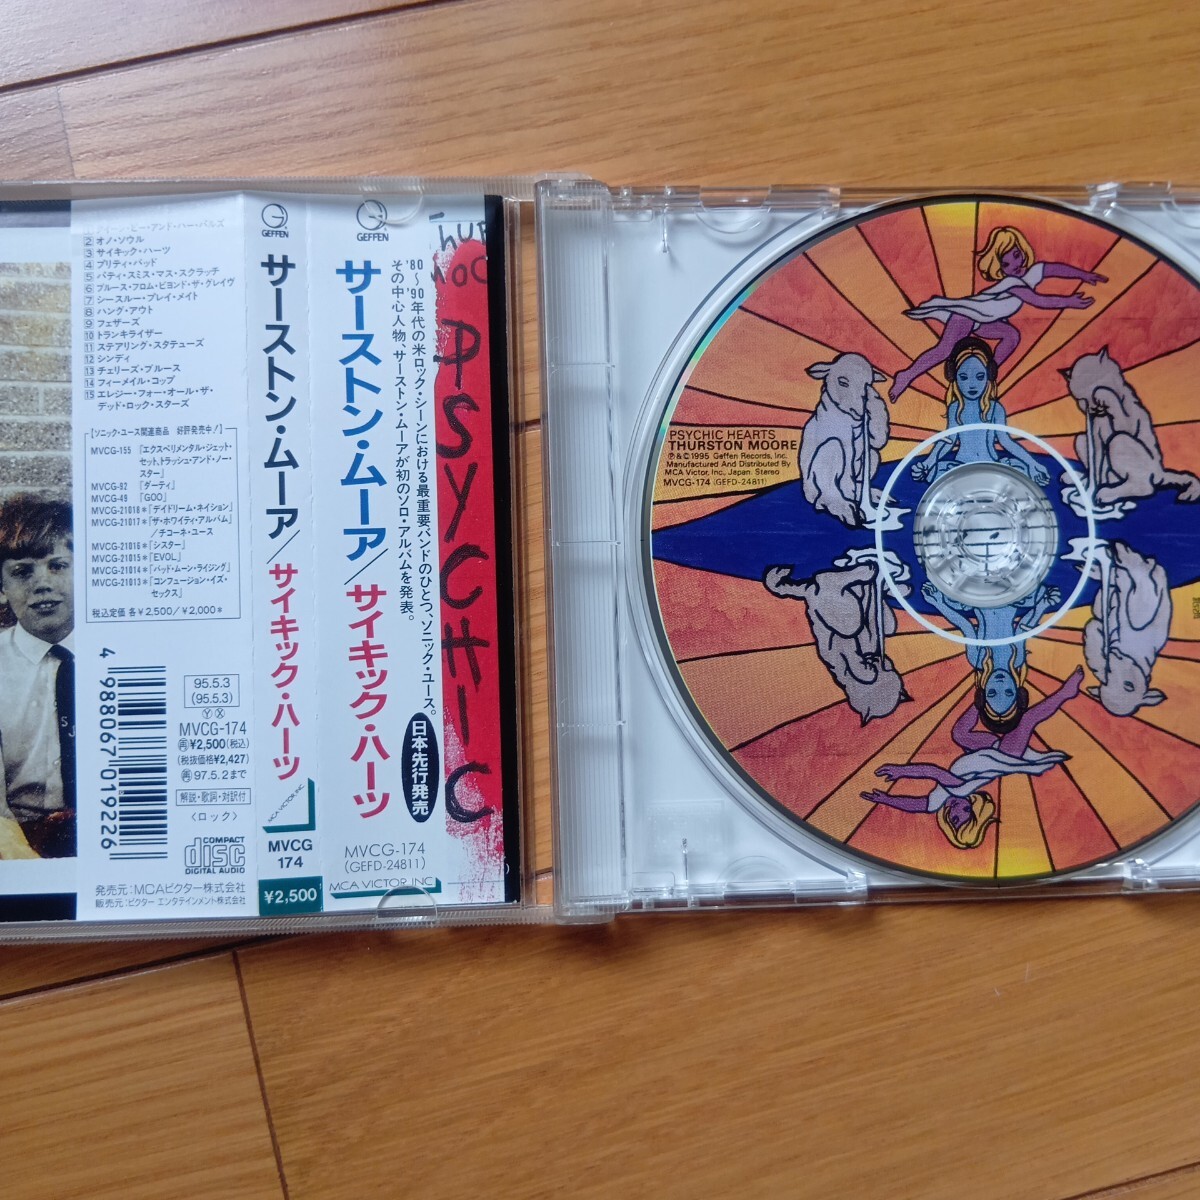 クイーン・ビー・アンド・ハー・パルズ
2 オノ・ソウル
3 サイキック・ハーツ
4 プリティ・バッド
5 パティ・スミス・マス・スクラッチ
6 ブルース・フロム・ビヨンド・ザ・グレイヴ
7 シースルー・プレイ・メイト
8 ハング・アウト
9 フェザーズ
10 トランキライザー
11 ステアリング・スタテューズ
12 シンディ
13 チェリーズ・ブルース
14 フィーメイル・コップ
15 エレジー・フォー・オール・ザ・
デッド・ロック・スターズ
【ソニック・ユース関連商品 好評発売中!】
MVCG-155 『エクスペリメンタル・ジェット・
セット,トラッシュ・アンド・ノー・
スター』
MVCG-92 『ダーティ』
MVCG-49 『GOO』
MVCG-21018*『デイドリーム・ネイション』
MVCG-21017*『ザ・ホワイティ・アルバム』
/チコーネ・ユース
MVCG-21016*『シスター』
MVCG-21015*『EVOL』
MVCG-21014*『バッド・ムーン・ライジング』
MVCG-21013*『コンフュージョン・イズ・
セックス』
税込定価 各¥2,500/¥2,000*
4 988067 019226
95.5.3
(95.5.3)
Ⓨ Ⓧ
MVCG-174
㊖¥2,500(税込)
(税抜価格¥2,427)
97.5.2まで
解説・歌詞・対訳付
〈ロック〉
COMPACT
disc
DIGITAL AUDIO
発売元:MCAビクター株式会社
販売元:ビクター エンタテインメント株式会社
GEFFEN
サーストン・ムーア/サイキック・ハーツ
MCA VICTOR INC
MVCG
174
¥2,500
GEFFEN
'80〜'90年代の米ロック・シーンにおける最重要バンドのひとつ、ソニック・ユース。
その中心人物、サーストン・ムーアが初のソロ・アルバムを発表。
サーストン・ムーア/サイキック・ハーツ
日本先行発売
MVCG-174
(GEFD-24811)
MCA VICTOR, INC.
PSYCHIC
PSYCHIC HEARTS
THURSTON MOORE
Ⓟ&© 1995 Geffen Records, Inc.
Manufactured And Distributed By
MCA Victor, Inc., Japan. Stereo
MVCG-174 (GEFD-24811)